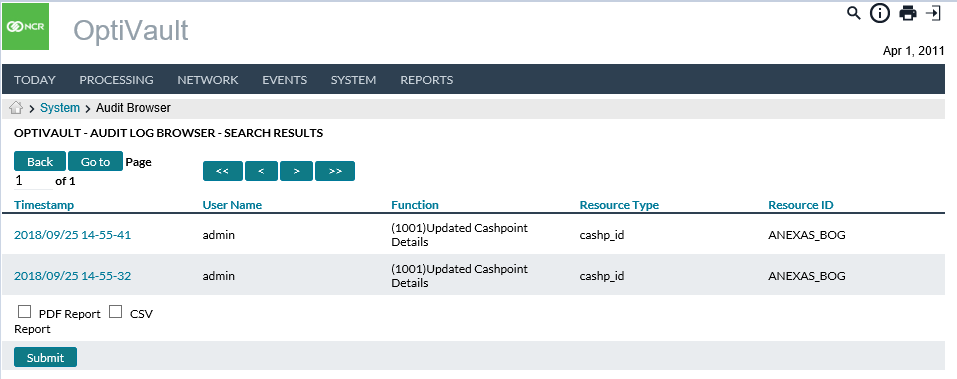 NCR
OptiVault
Apr 1, 2011
TODAY PROCESSING NETWORK EVENTS SYSTEM REPORTS
System > Audit Browser
OPTIVAULT - AUDIT LOG BROWSER - SEARCH RESULTS
Back Go to Page
1 of 1
<< < > >>
Timestamp User Name Function Resource Type Resource ID
2018/09/25 14-55-41 admin (1001)Updated Cashpoint Details cashp_id ANEXAS_BOG
2018/09/25 14-55-32 admin (1001)Updated Cashpoint Details cashp_id ANEXAS_BOG
PDF Report CSV
Report
Submit